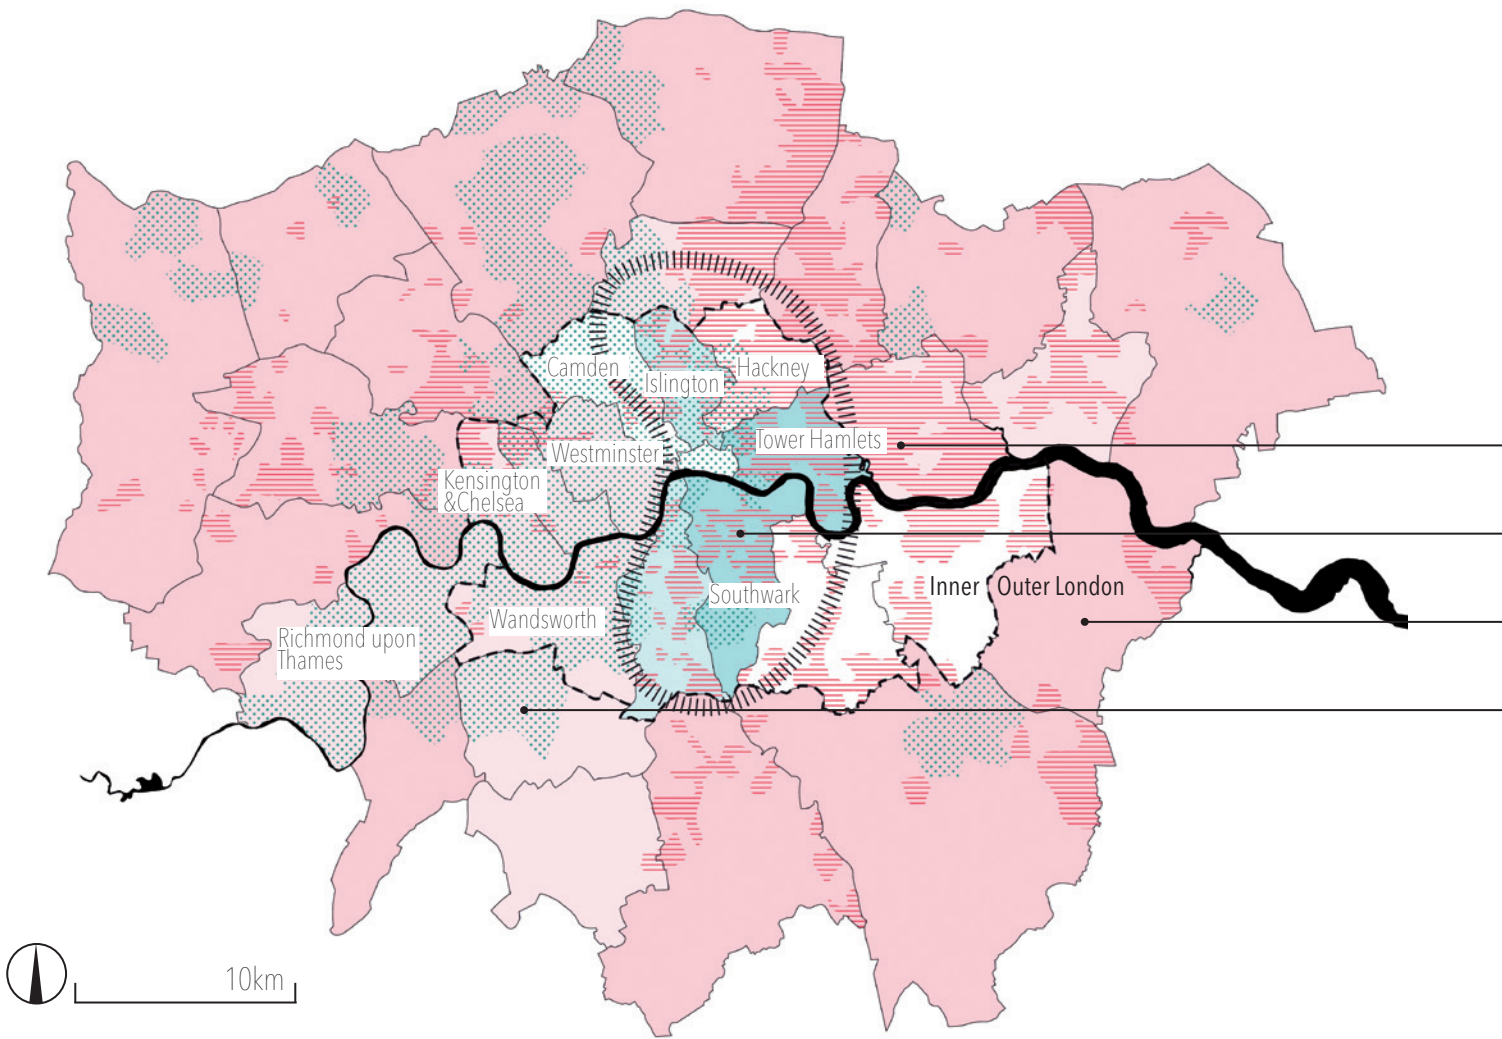 Camden
Hackney
Islington
Tower Hamlets
Westminster
Kensington
&Chelsea
Inner
Outer London
Southwark
Wandsworth
Richmond upon
Thames
10km